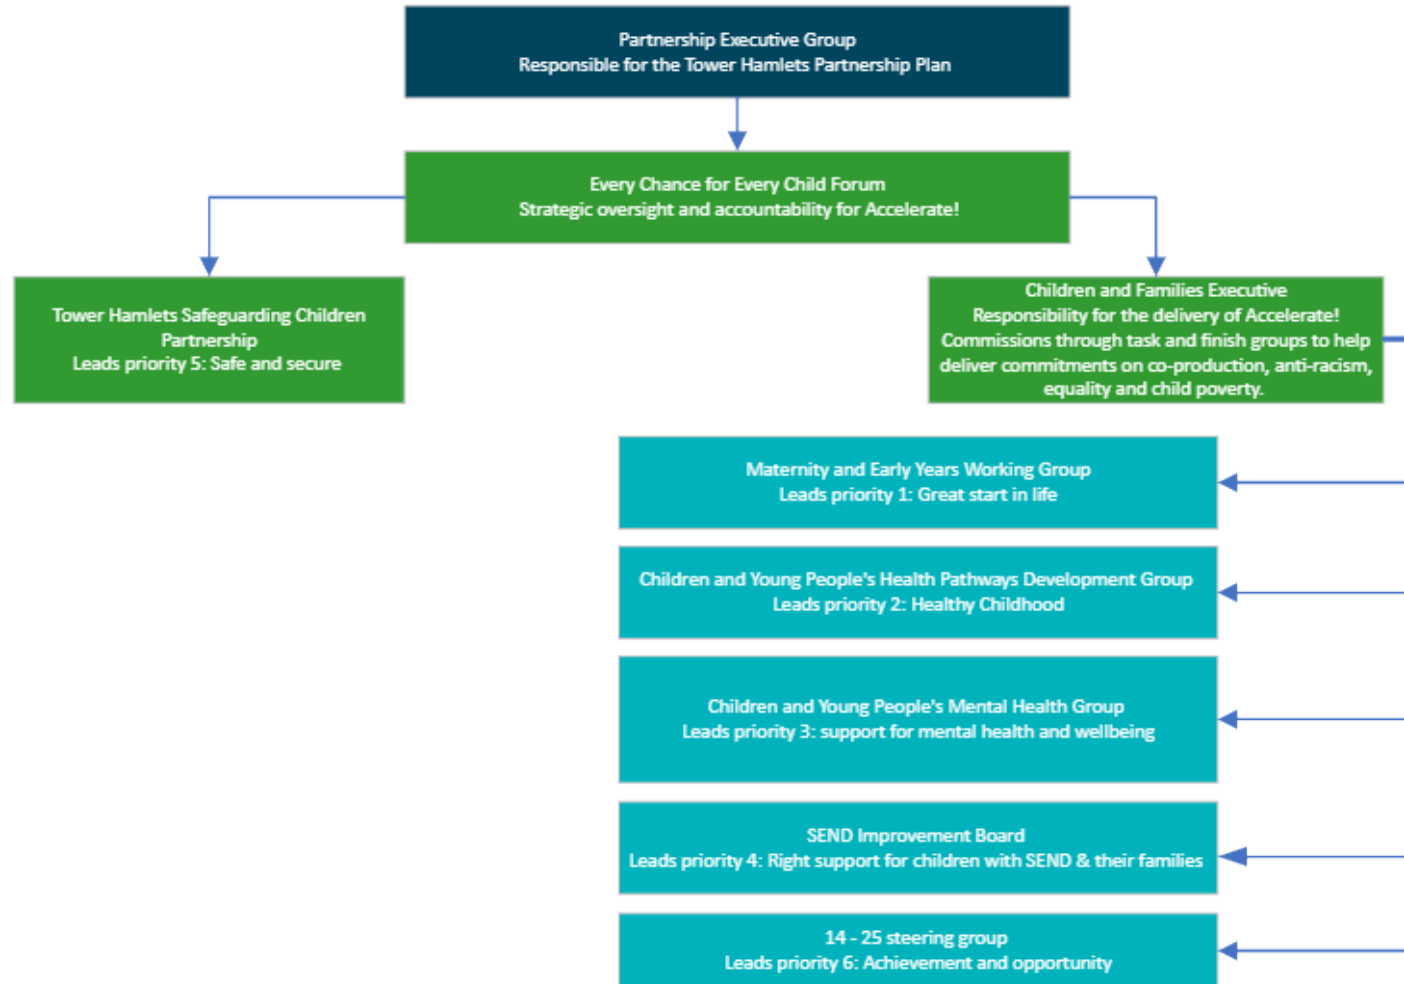 Partnership Executive Group
Responsible for the Tower Hamlets Partnership Plan
Every Chance for Every Child Forum
Strategic oversight and accountability for Accelerate!
Tower Hamlets Safeguarding Children
Partnership
Leads priority 5: Safe and secure
Children and Families Executive
Responsibility for the delivery of Accelerate!
Commissions through task and finish groups to help
deliver commitments on co-production, anti-racism,
equality and child poverty.
Maternity and Early Years Working Group
Leads priority 1: Great start in life
Children and Young People's Health Pathways Development Group
Leads priority 2: Healthy Childhood
Children and Young People's Mental Health Group
Leads priority 3: support for mental health and wellbeing
SEND Improvement Board
Leads priority 4: Right support for children with SEND & their families
14 - 25 steering group
Leads priority 6: Achievement and opportunity